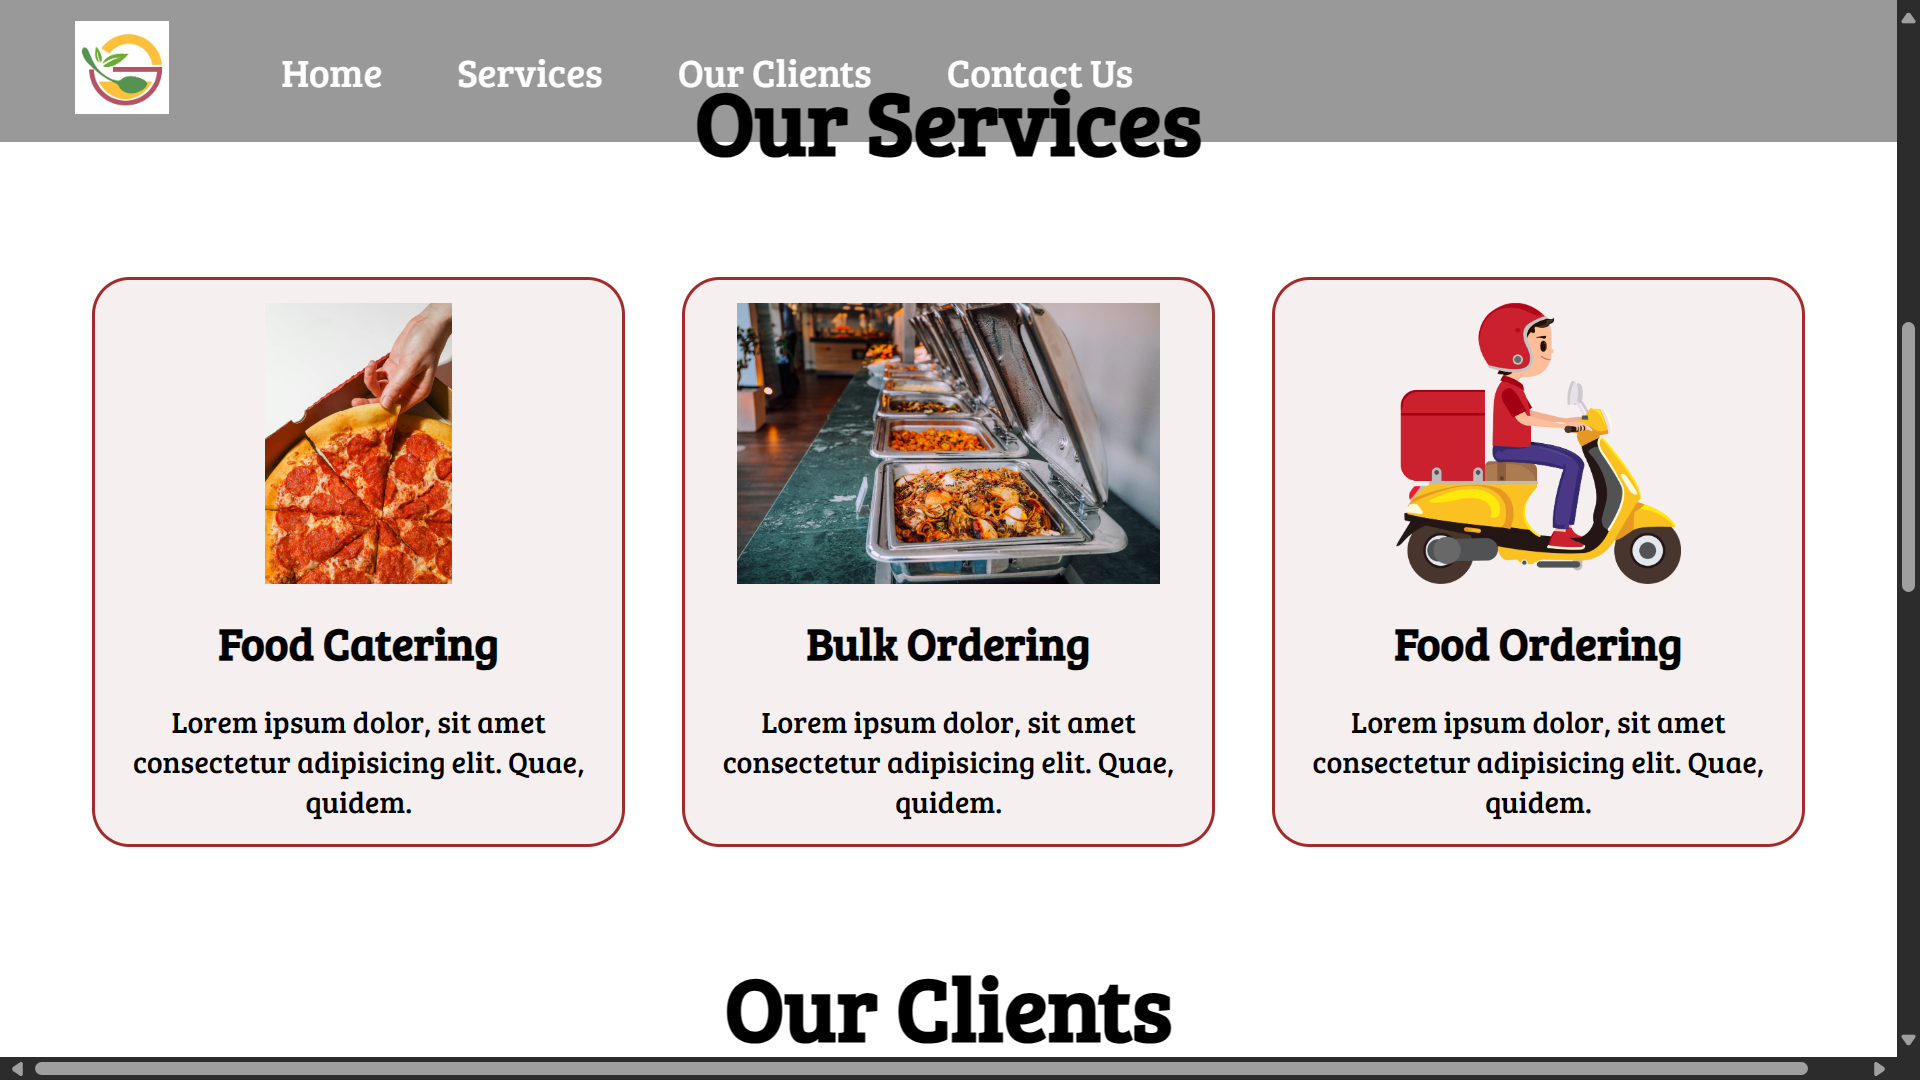 Home Services Our Clients Contact Us
Our Services
Food Catering
Lorem ipsum dolor, sit amet
consectetur adipisicing elit. Quae,
quidem.
Bulk Ordering
Lorem ipsum dolor, sit amet
consectetur adipisicing elit. Quae,
quidem.
Food Ordering
Lorem ipsum dolor, sit amet
consectetur adipisicing elit. Quae,
quidem.
Our Clients